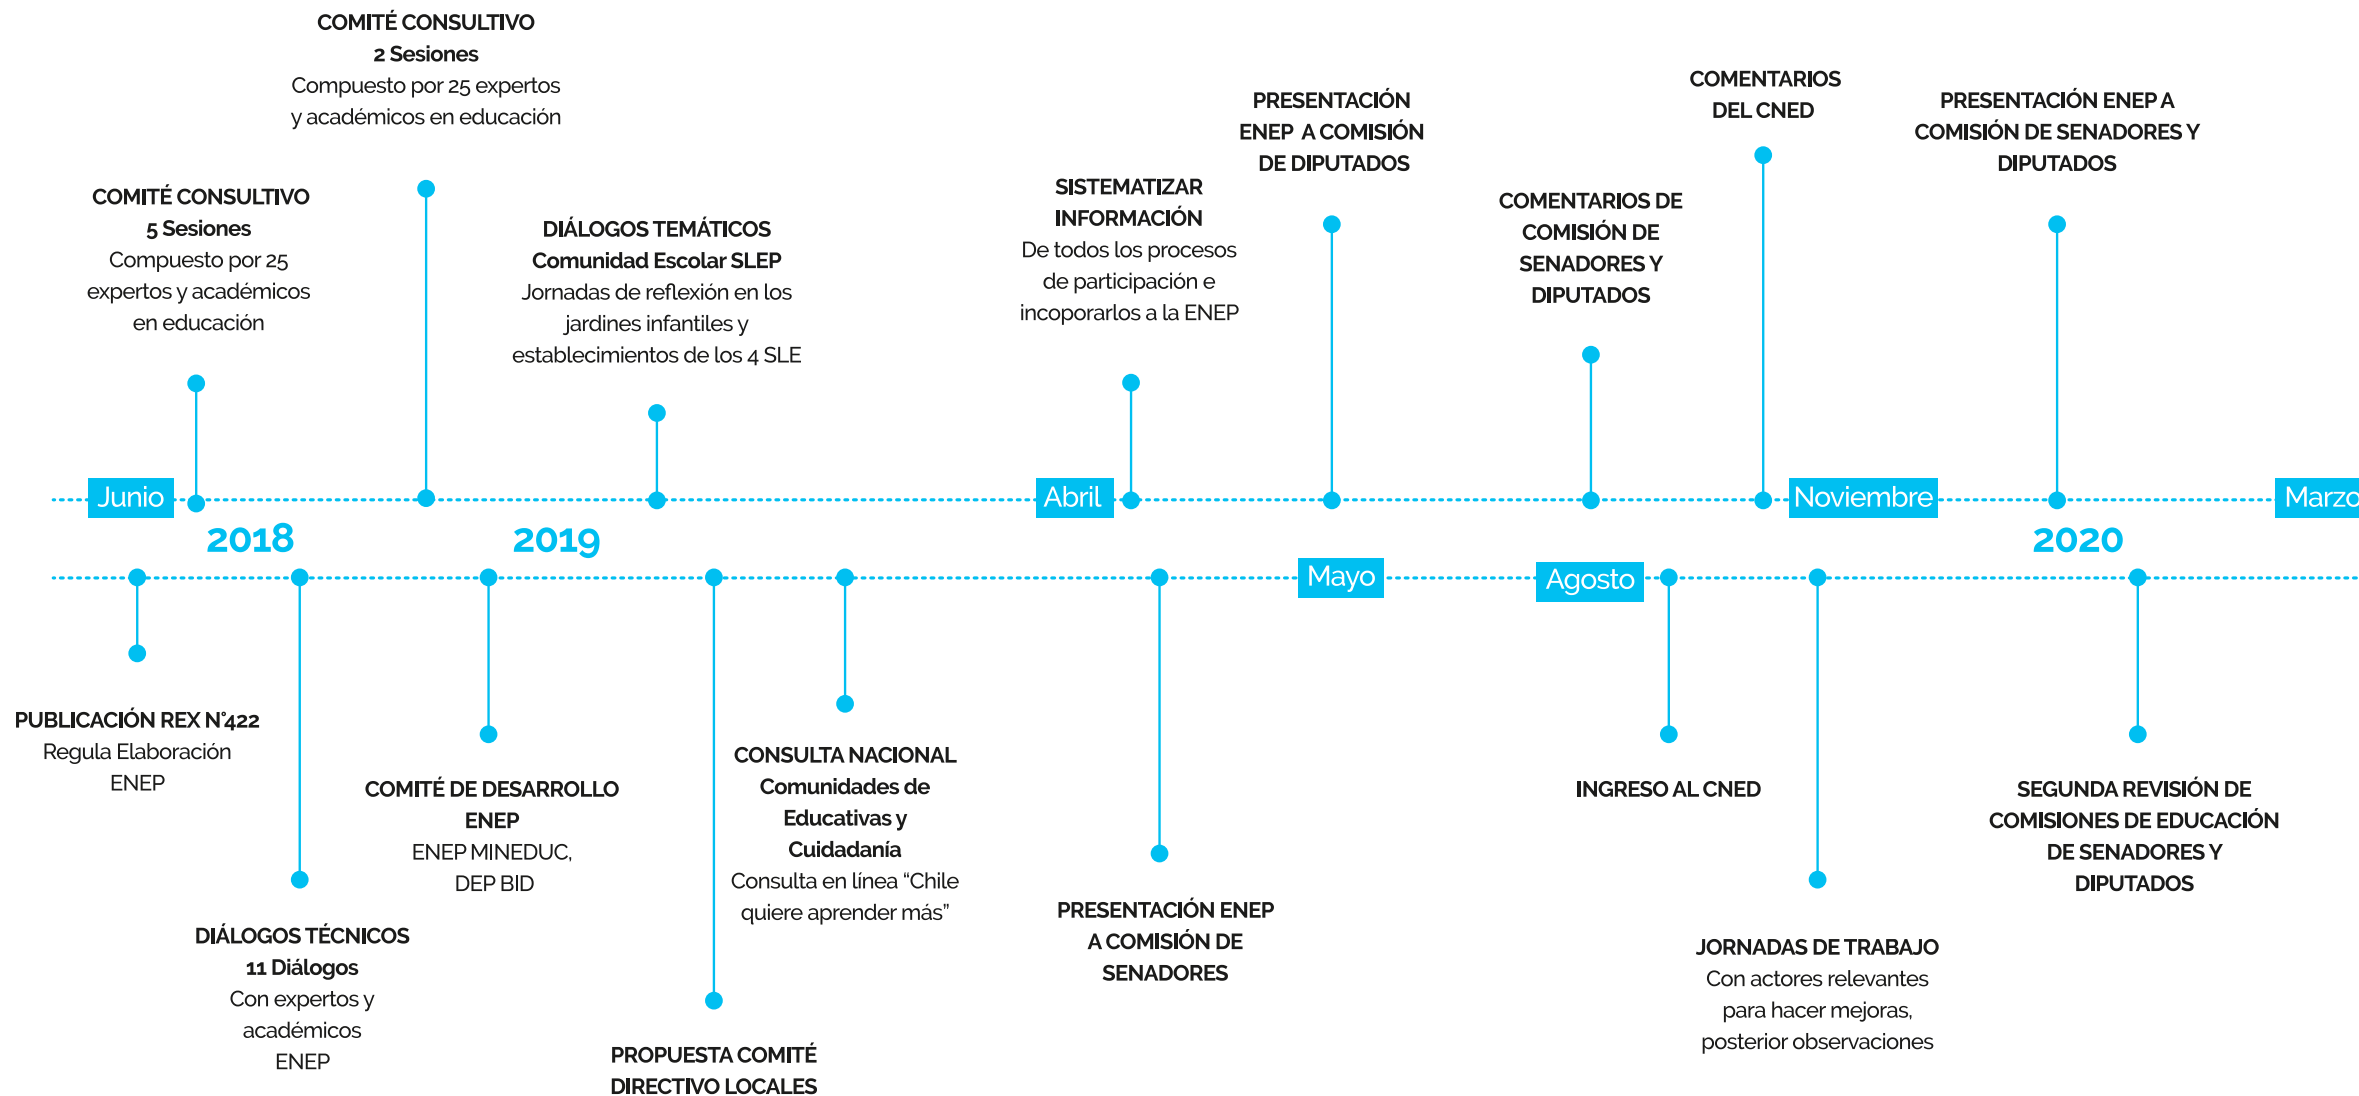 COMITÉ CONSULTIVO
2 Sesiones
Compuesto por 25 expertos
y académicos en educación
COMITÉ CONSULTIVO
5 Sesiones
Compuesto por 25
expertos y académicos
en educación
DIÁLOGOS TEMÁTICOS
Comunidad Escolar SLEP
Jornadas de reflexión en los
jardines infantiles y
establecimientos de los 4 SLE
SISTEMATIZAR
INFORMACIÓN
De todos los procesos
de participación e
incoporarlos a la ENEP
PRESENTACIÓN
ENEP A COMISIÓN
DE DIPUTADOS
COMENTARIOS DE
COMISIÓN DE
SENADORES Y
DIPUTADOS
COMENTARIOS
DEL CNED
PRESENTACIÓN ENEP A
COMISIÓN DE SENADORES Y
DIPUTADOS
Junio
Abril
Noviembre
Marzo
2018
2019
2020
Mayo
Agosto
PUBLICACIÓN REX N°422
Regula Elaboración
ENEP
DIÁLOGOS TÉCNICOS
11 Diálogos
Con expertos y
académicos
ENEP
COMITÉ DE DESARROLLO
ENEP
ENEP MINEDUC,
DEP BID
PROPUESTA COMITÉ
DIRECTIVO LOCALES
CONSULTA NACIONAL
Comunidades de
Educativas y
Cuidadanía
Consulta en línea “Chile
quiere aprender más”
PRESENTACIÓN ENEP
A COMISIÓN DE
SENADORES
INGRESO AL CNED
JORNADAS DE TRABAJO
Con actores relevantes
para hacer mejoras,
posterior observaciones
SEGUNDA REVISIÓN DE
COMISIONES DE EDUCACIÓN
DE SENADORES Y
DIPUTADOS